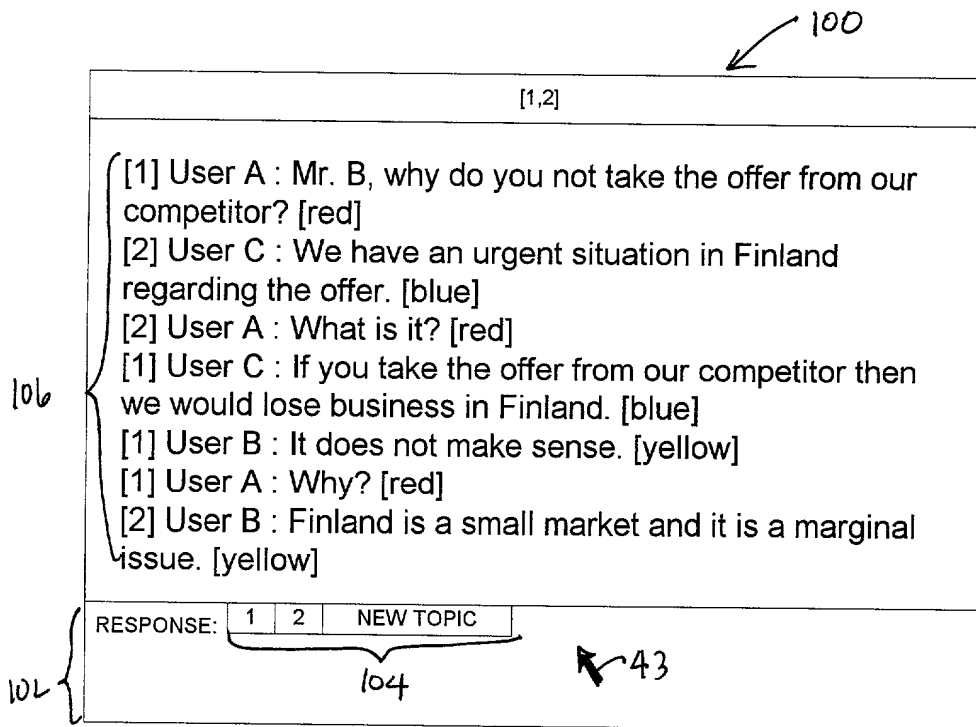 100
[1,2]
[1] User A : Mr. B, why do you not take the offer from our
competitor? [red]
[2] User C : We have an urgent situation in Finland
regarding the offer. [blue]
[2] User A : What is it? [red]
[1] User C : If you take the offer from our competitor then
we would lose business in Finland. [blue]
106
[1] User B : It does not make sense. [yellow]
[1] User A : Why? [red]
[2] User B : Finland is a small market and it is a marginal
issue. [yellow]
RESPONSE: 1 2 NEW TOPIC
102 104 43